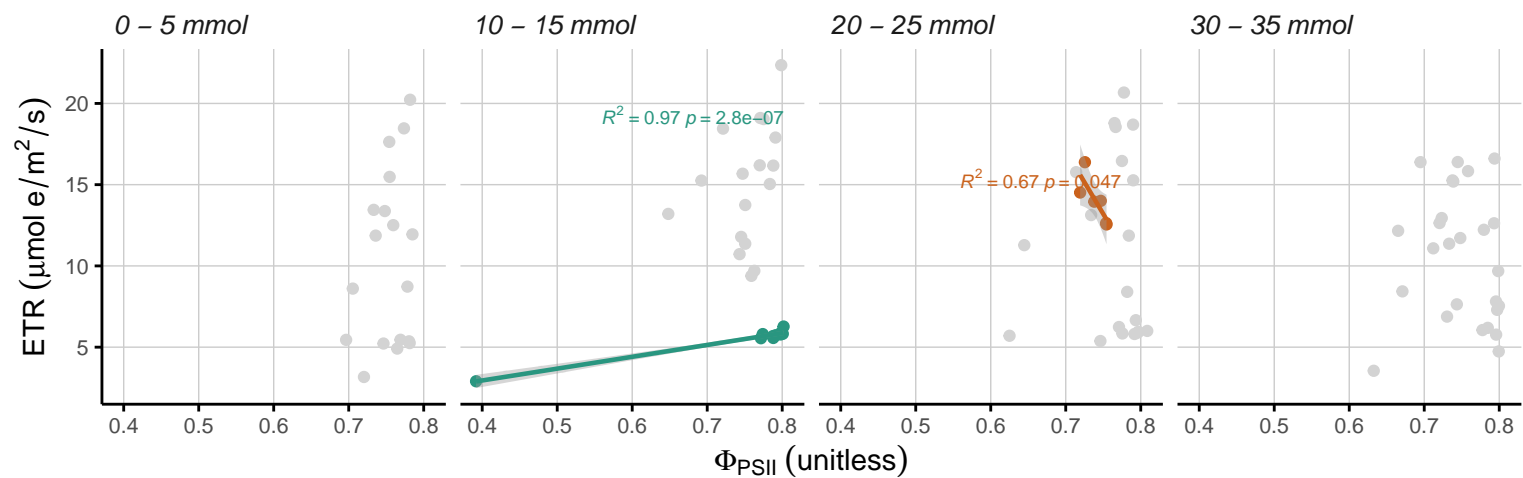 0 – 5 mmol
10 – 15 mmol
20 – 25 mmol
30 – 35 mmol
ETR (μmol e/m²/s)
20
15
10
5
R² = 0.97 p = 2.8e−07
R² = 0.67 p = 0.047
0.4 0.5 0.6 0.7 0.8
0.4 0.5 0.6 0.7 0.8
0.4 0.5 0.6 0.7 0.8
0.4 0.5 0.6 0.7 0.8
Φ_PSII (unitless)